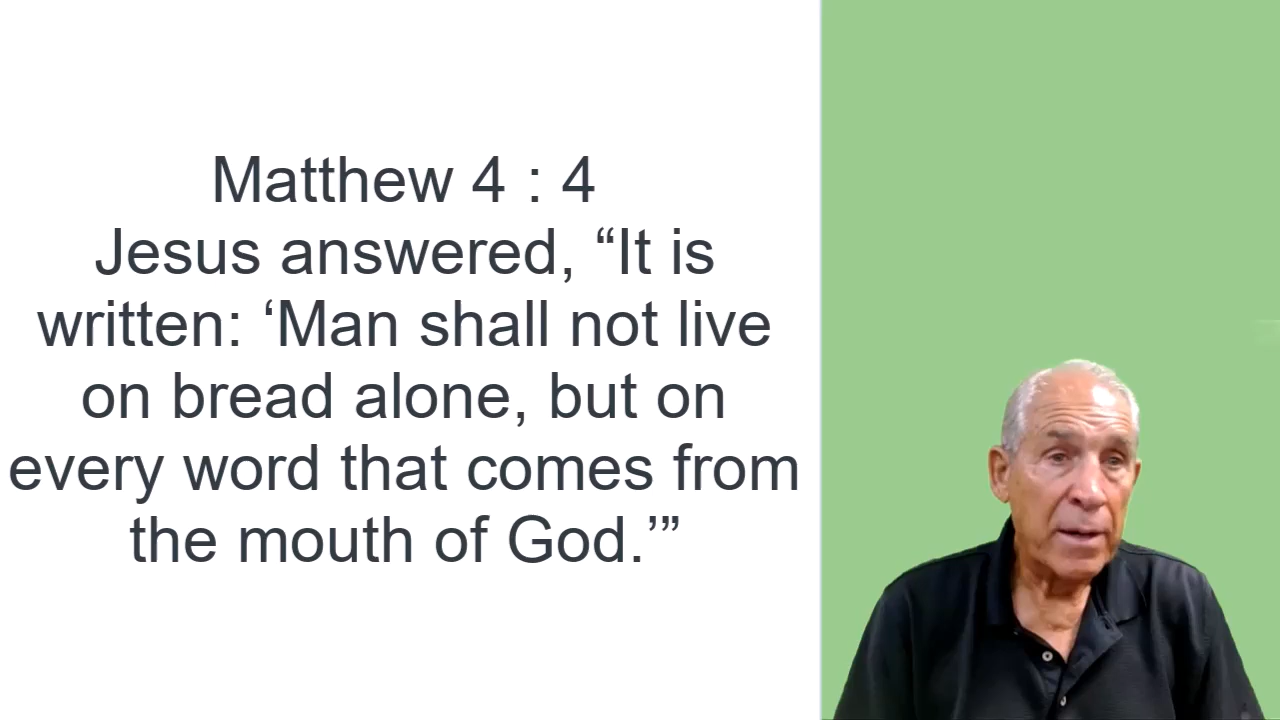 Matthew 4 : 4
Jesus answered, “It is
written: ‘Man shall not live
on bread alone, but on
every word that comes from
the mouth of God.’”